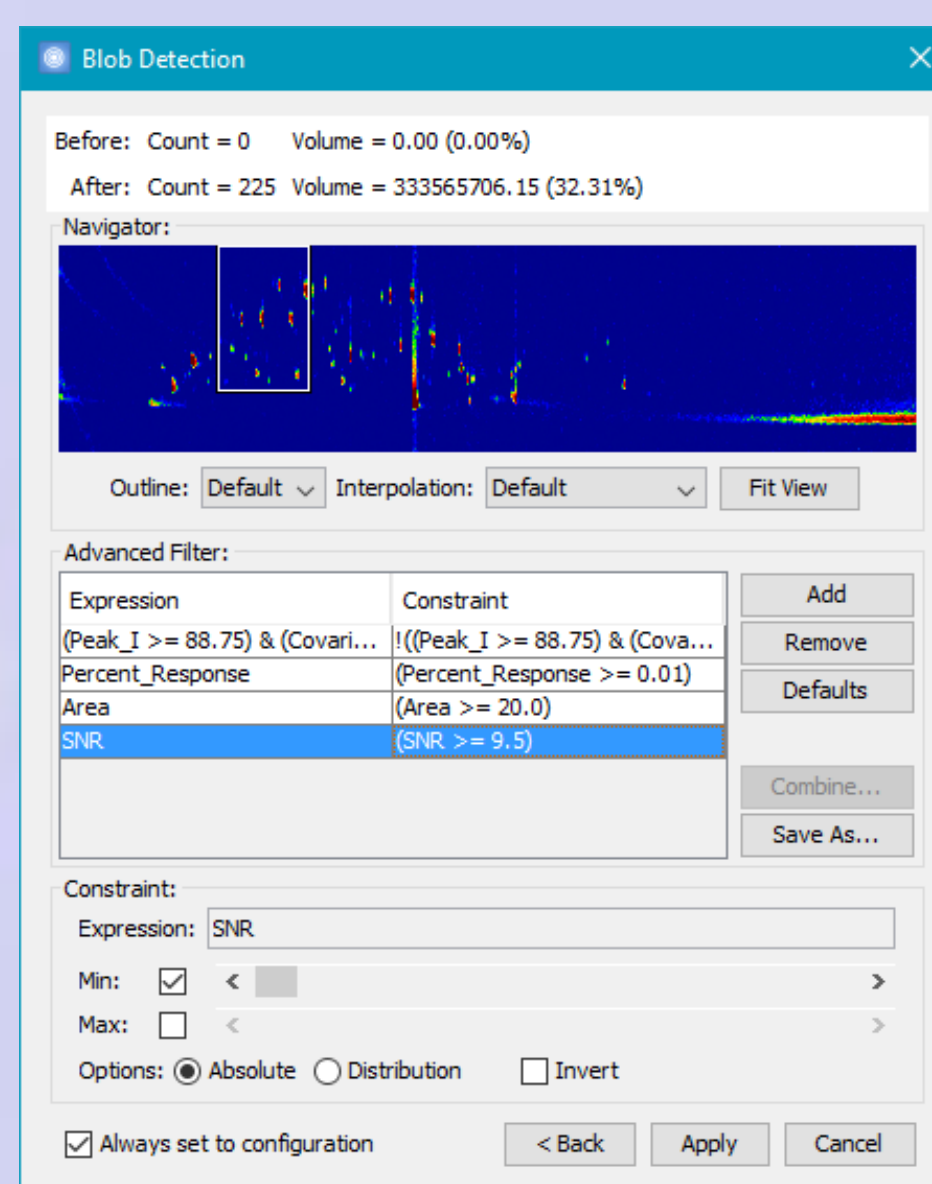 Blob Detection
Before: Count = 0 Volume = 0.00 (0.00%)
After: Count = 225 Volume = 333565706.15 (32.31%)
Navigator:
Outline: Default Interpolation: Default Fit View
Advanced Filter:
Expression Constraint Add
(Peak_I >= 88.75) & (Covari... !((Peak_I >= 88.75) & (Cova... Remove
Percent_Response (Percent_Response >= 0.01) Defaults
Area (Area >= 20.0)
SNR (SNR >= 9.5)
Combine...
Save As...
Constraint:
Expression: SNR
Min:
Max:
Options: Absolute Distribution Invert
Always set to configuration < Back Apply Cancel